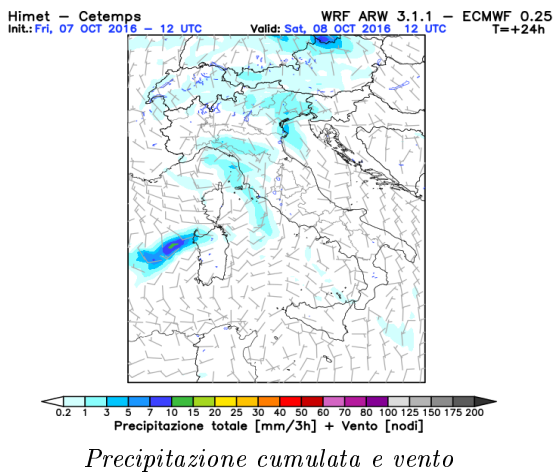 Himet – Cetemps WRF ARW 3.1.1 – ECMWF 0.25
Init.: Fri, 07 OCT 2016 – 12 UTC Valid: Sat, 08 OCT 2016 12 UTC T=+24h
0.2 1 3 5 7 10 15 20 25 30 40 50 60 70 80 100 125 150 175 200
Precipitazione totale [mm/3h] + Vento [nodi]
Precipitazione cumulata e vento